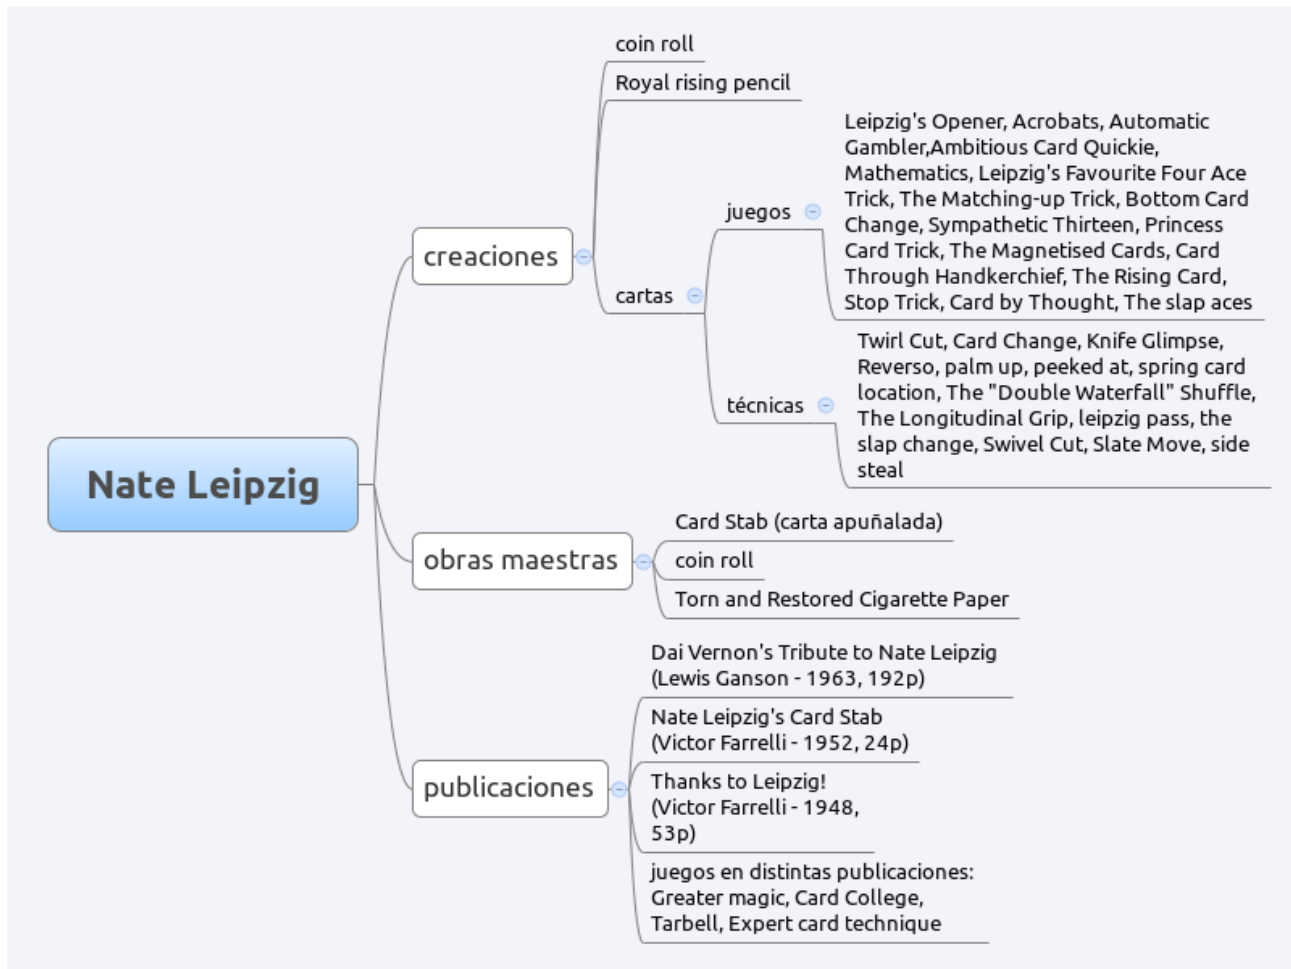 Nate Leipzig
creaciones
coin roll
Royal rising pencil
cartas
juegos
Leipzig's Opener, Acrobats, Automatic
Gambler,Ambitious Card Quickie,
Mathematics, Leipzig's Favourite Four Ace
Trick, The Matching-up Trick, Bottom Card
Change, Sympathetic Thirteen, Princess
Card Trick, The Magnetised Cards, Card
Through Handkerchief, The Rising Card,
Stop Trick, Card by Thought, The slap aces
técnicas
Twirl Cut, Card Change, Knife Glimpse,
Reverso, palm up, peeked at, spring card
location, The "Double Waterfall" Shuffle,
The Longitudinal Grip, leipzig pass, the
slap change, Swivel Cut, Slate Move, side
steal
obras maestras
Card Stab (carta apuñalada)
coin roll
Torn and Restored Cigarette Paper
publicaciones
Dai Vernon's Tribute to Nate Leipzig
(Lewis Ganson - 1963, 192p)
Nate Leipzig's Card Stab
(Victor Farrelli - 1952, 24p)
Thanks to Leipzig!
(Victor Farrelli - 1948,
53p)
juegos en distintas publicaciones:
Greater magic, Card College,
Tarbell, Expert card technique